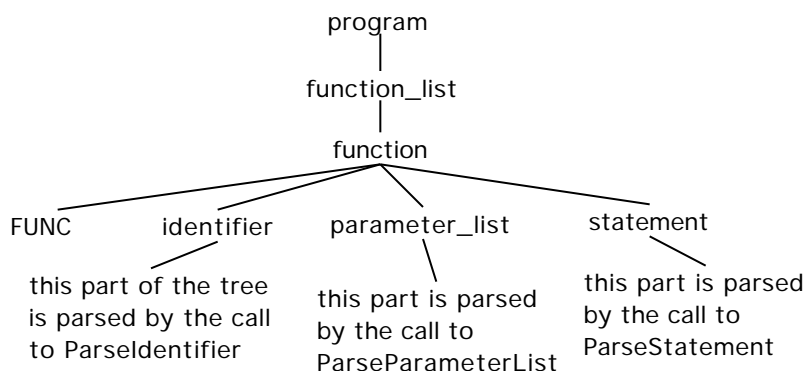 program
function_list
function
FUNC
identifier
parameter_list
statement
this part of the tree
is parsed by the call
to ParseIdentifier
this part is parsed
by the call to
ParseParameterList
this part is parsed
by the call to
ParseStatement